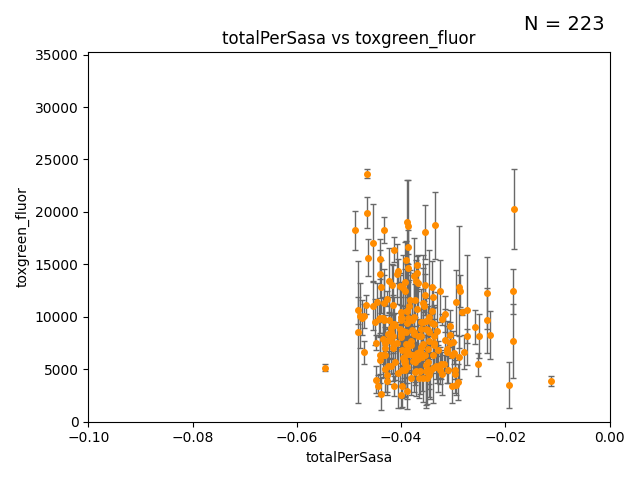 N = 223
totalPerSasa vs toxgreen_fluor
35000
30000
25000
20000
15000
10000
5000
0
toxgreen_fluor
−0.10 −0.08 −0.06 −0.04 −0.02 0.00
totalPerSasa